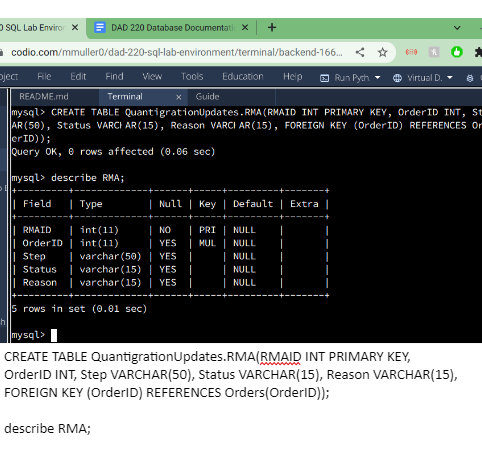 0 SQL Lab Enviro
DAD 220 Database Documentati
codio.com/mmuller0/dad-220-sql-lab-environment/terminal/backend-166...
ject File Edit Find View Tools Education Help Run Pyth. Virtual D.
README.md Terminal x Guide
mysql> CREATE TABLE QuantigrationUpdates.RMA(RMAID INT PRIMARY KEY, OrderID INT, St
AR(50), Status VARCHAR(15), Reason VARCHAR(15), FOREIGN KEY (OrderID) REFERENCES Or
erID));
Query OK, 0 rows affected (0.06 sec)
mysql> describe RMA;
+---------+-------------+------+-----+---------+-------+
| Field | Type | Null | Key | Default | Extra |
+---------+-------------+------+-----+---------+-------+
| RMAID | int(11) | NO | PRI | NULL | |
| OrderID | int(11) | YES | MUL | NULL | |
| Step | varchar(50) | YES | | NULL | |
| Status | varchar(15) | YES | | NULL | |
| Reason | varchar(15) | YES | | NULL | |
+---------+-------------+------+-----+---------+-------+
5 rows in set (0.01 sec)
mysql>
CREATE TABLE QuantigrationUpdates.RMA(RMAID INT PRIMARY KEY,
OrderID INT, Step VARCHAR(50), Status VARCHAR(15), Reason VARCHAR(15),
FOREIGN KEY (OrderID) REFERENCES Orders(OrderID));
describe RMA;